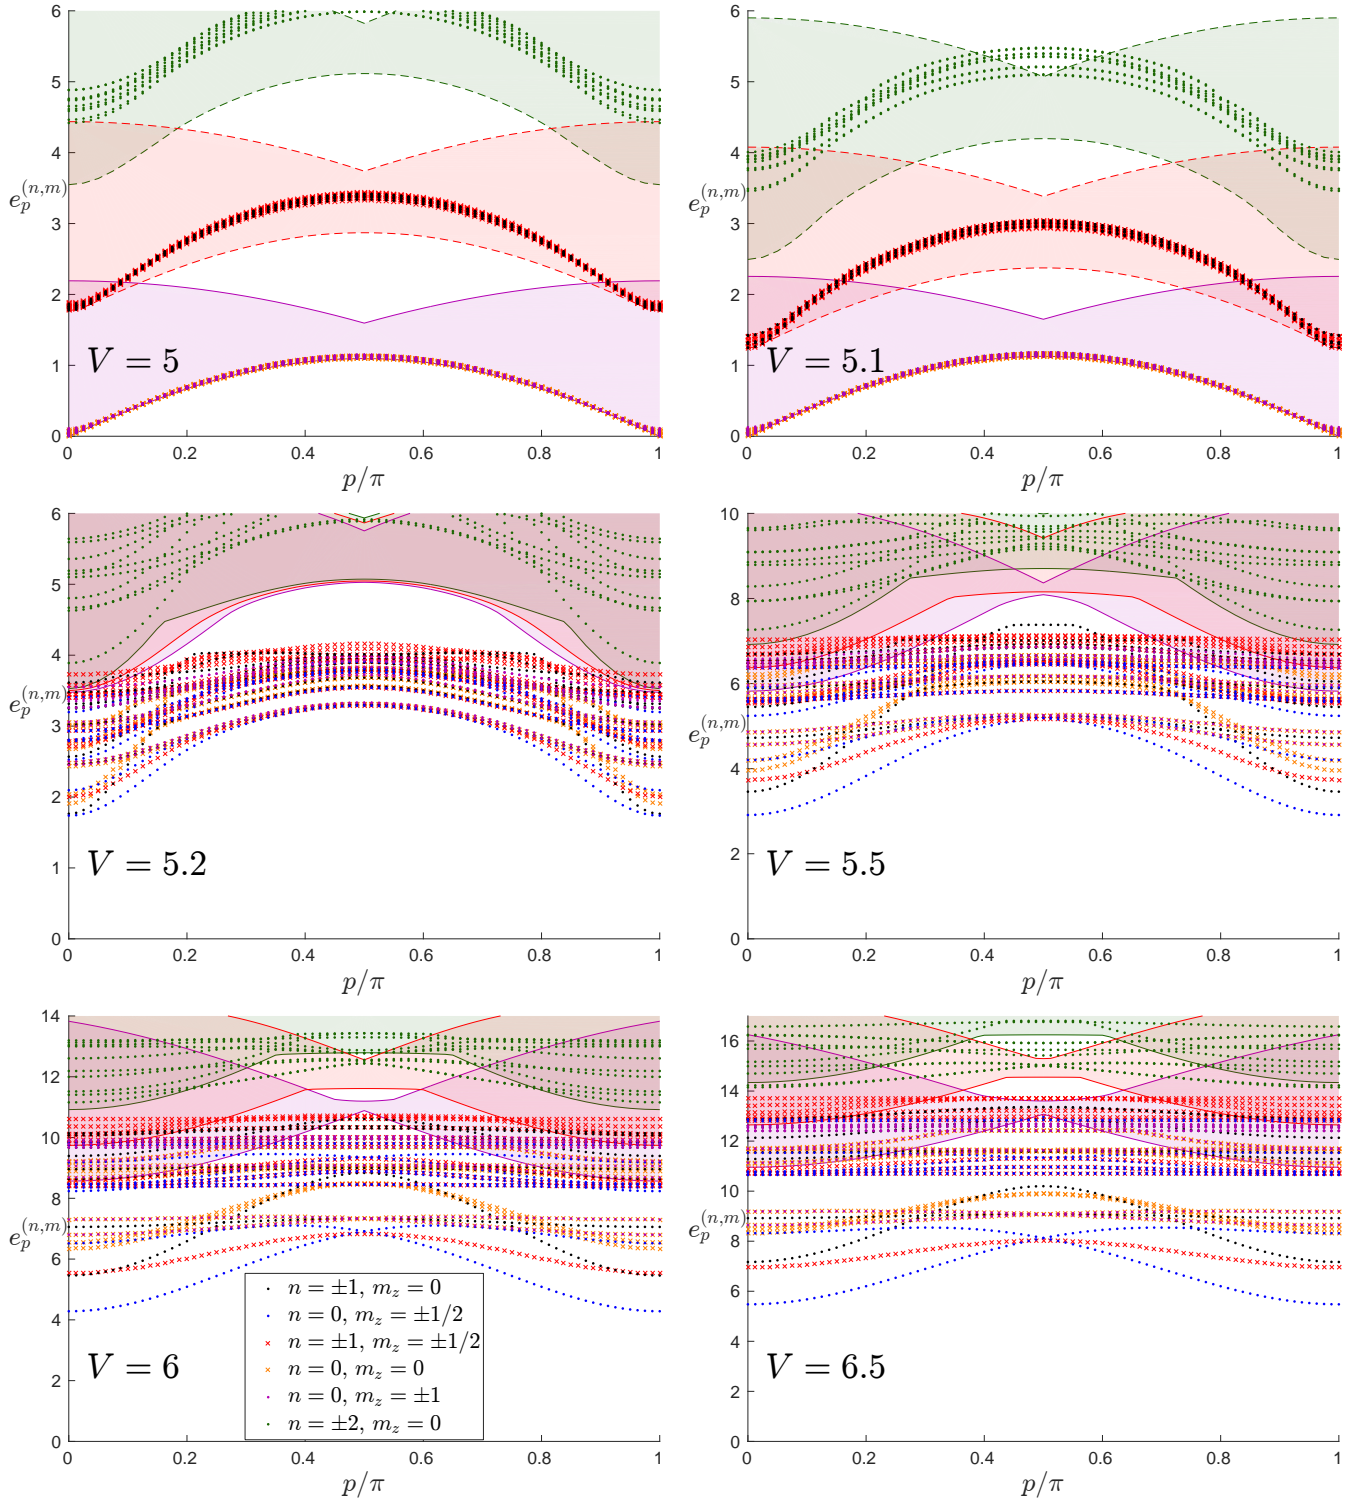 6
5
4
e_p^{(n,m)}
3
2
1
0
V = 5
0 0.2 0.4 0.6 0.8 1
p/π
6
5
4
e_p^{(n,m)}
3
2
1
0
V = 5.1
0 0.2 0.4 0.6 0.8 1
p/π
6
5
4
e_p^{(n,m)}
3
2
1
0
V = 5.2
0 0.2 0.4 0.6 0.8 1
p/π
10
8
6
e_p^{(n,m)}
4
2
0
V = 5.5
0 0.2 0.4 0.6 0.8 1
p/π
14
12
10
8
e_p^{(n,m)}
6
4
2
0
V = 6
n = ±1, m_z = 0
n = 0, m_z = ±1/2
n = ±1, m_z = ±1/2
n = 0, m_z = 0
n = 0, m_z = ±1
n = ±2, m_z = 0
0 0.2 0.4 0.6 0.8 1
p/π
16
14
12
10
e_p^{(n,m)}
8
6
4
2
0
V = 6.5
0 0.2 0.4 0.6 0.8 1
p/π